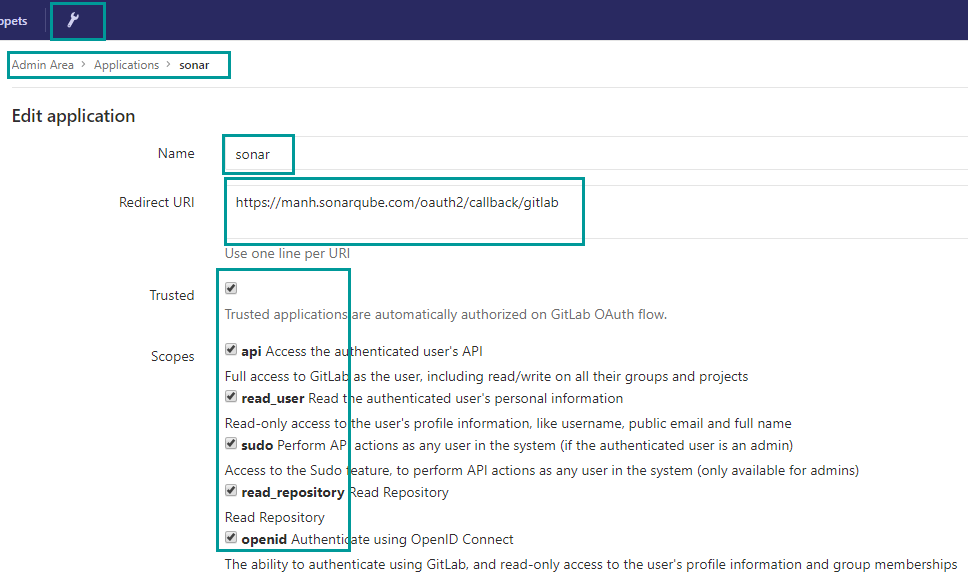 Admin Area > Applications > sonar
Edit application
Name
sonar
Redirect URI
https://manh.sonarqube.com/oauth2/callback/gitlab
Use one line per URI
Trusted
Trusted applications are automatically authorized on GitLab OAuth flow.
Scopes
api Access the authenticated user's API
Full access to GitLab as the user, including read/write on all their groups and projects
read_user Read the authenticated user's personal information
Read-only access to the user's profile information, like username, public email and full name
sudo Perform API actions as any user in the system (if the authenticated user is an admin)
Access to the Sudo feature, to perform API actions as any user in the system (only available for admins)
read_repository Read Repository
Read Repository
openid Authenticate using OpenID Connect
The ability to authenticate using GitLab, and read-only access to the user's profile information and group memberships